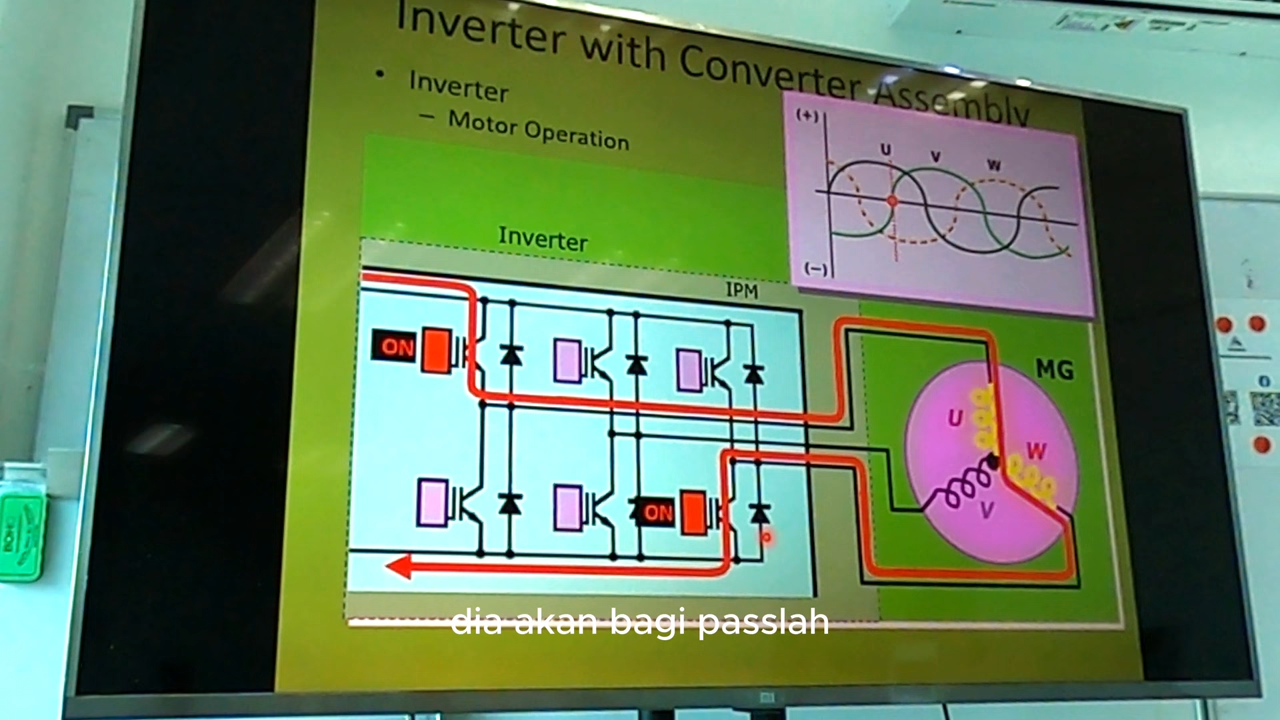 Inverter with Converter Assembly
• Inverter
– Motor Operation
(+)
U
V
W
(−)
Inverter
IPM
ON
MG
U
W
V
ON
dia akan bagi passlah